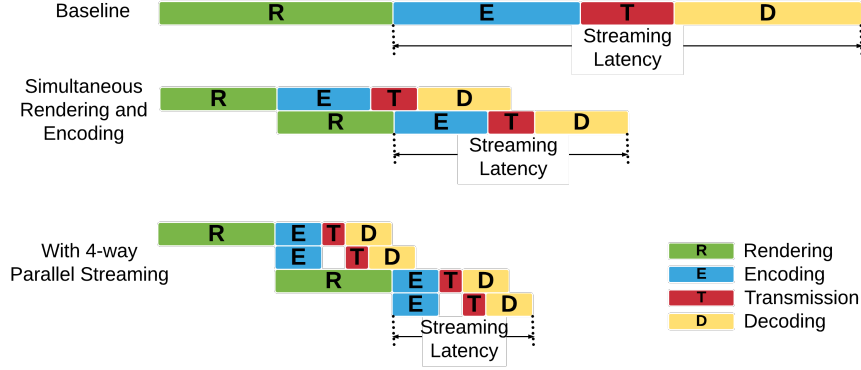 Baseline
R E T D
Streaming
Latency
Simultaneous
Rendering and
Encoding
R E T D
R E T D
Streaming
Latency
With 4-way
Parallel Streaming
R E T D
E T D
R E T D
E T D
Streaming
Latency
R Rendering
E Encoding
T Transmission
D Decoding